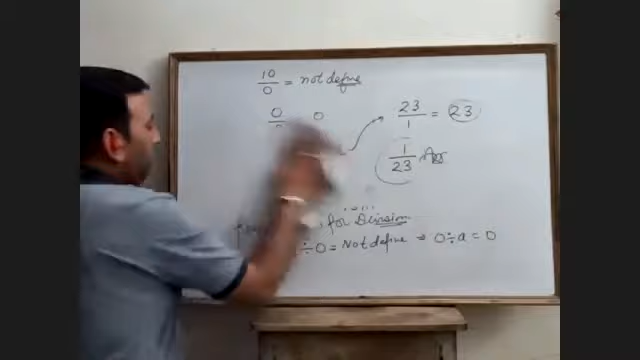 10/0 = not define
0/ 0
23/1 = 23
1/23 Ans
for Division
÷ 0 = Not define ⇒ 0 ÷ a = 0